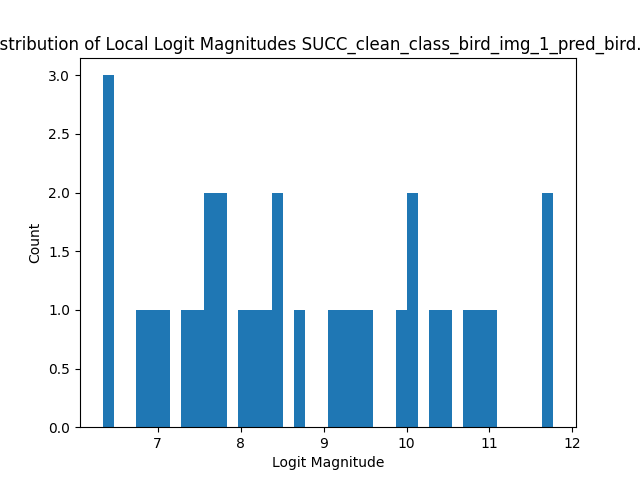 stribution of Local Logit Magnitudes SUCC_clean_class_bird_img_1_pred_bird.
3.0
2.5
2.0
1.5
1.0
0.5
0.0
Count
7 8 9 10 11 12
Logit Magnitude